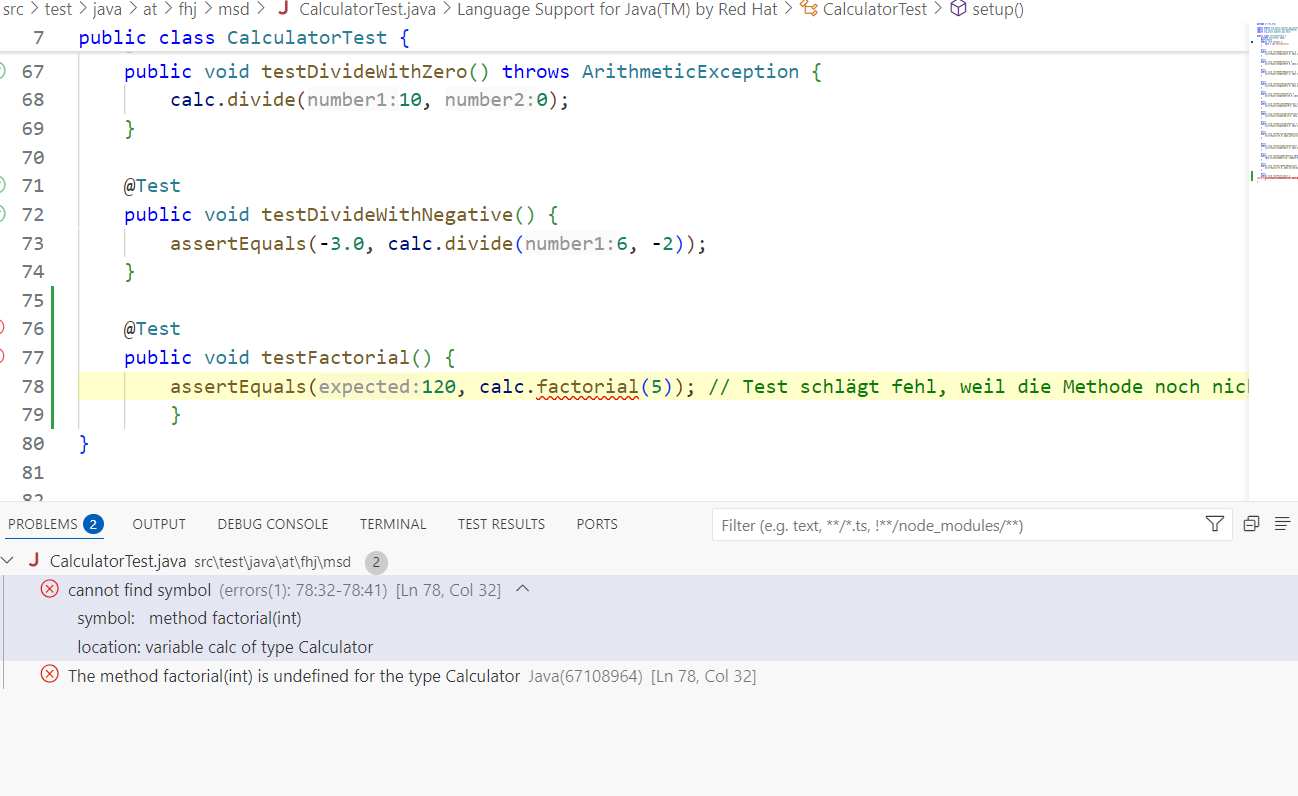 src > test > java > at > fhj > msd > J CalculatorTest.java > Language Support for Java(TM) by Red Hat > CalculatorTest > setup()
7 public class CalculatorTest {
67 public void testDivideWithZero() throws ArithmeticException {
68 calc.divide(number1:10, number2:0);
69 }
70
71 @Test
72 public void testDivideWithNegative() {
73 assertEquals(-3.0, calc.divide(number1:6, -2));
74 }
75
76 @Test
77 public void testFactorial() {
78 assertEquals(expected:120, calc.factorial(5)); // Test schlägt fehl, weil die Methode noch nic
79 }
80 }
81
82
PROBLEMS 2 OUTPUT DEBUG CONSOLE TERMINAL TEST RESULTS PORTS Filter (e.g. text, **/*.ts, !**/node_modules/**)
J CalculatorTest.java src\test\java\at\fhj\msd 2
cannot find symbol (errors(1): 78:32-78:41) [Ln 78, Col 32]
symbol: method factorial(int)
location: variable calc of type Calculator
The method factorial(int) is undefined for the type Calculator Java(67108964) [Ln 78, Col 32]